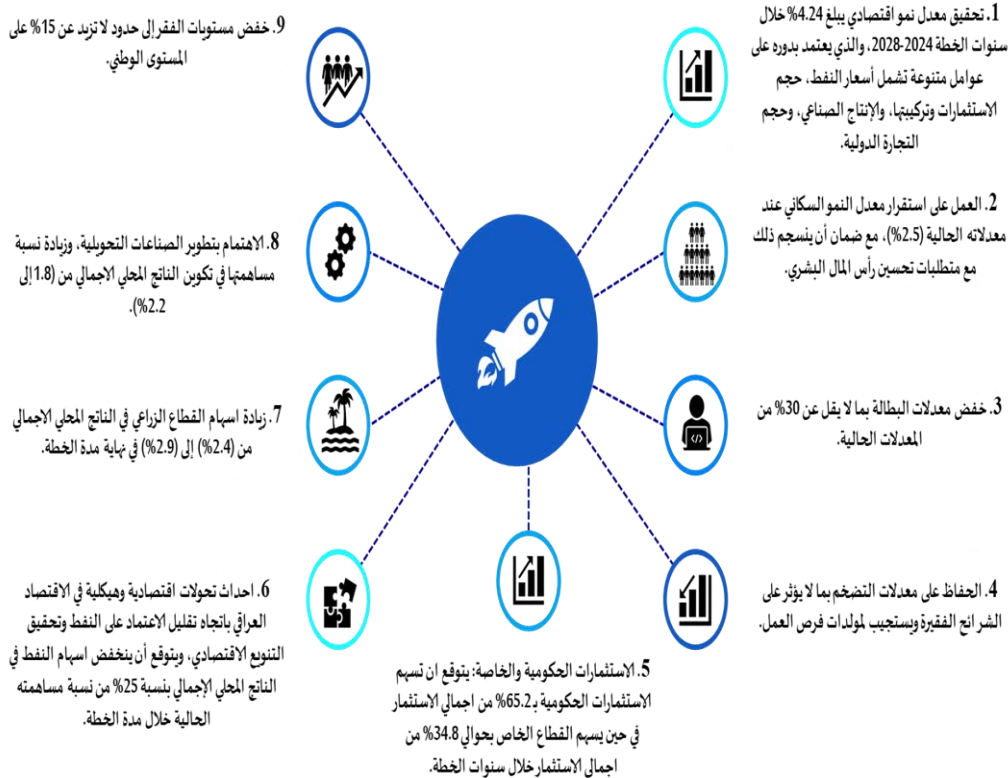 1. تحقيق معدل نمو اقتصادي يبلغ 4.24% خلال
سنوات الخطة 2024-2028، والذي يعتمد بدوره على
عوامل متنوعة تشمل أسعار النفط، حجم
الاستثمارات وتركيبتها، والإنتاج الصناعي، وحجم
التجارة الدولية.
2. العمل على استقرار معدل النمو السكاني عند
معدلاته الحالية (2.5%)، مع ضمان أن ينسجم ذلك
مع متطلبات تحسين رأس المال البشري.
3. خفض معدلات البطالة بما لا يقل عن 30% من
المعدلات الحالية.
4. الحفاظ على معدلات التضخم بما لا يؤثر على
الشرائح الفقيرة ويستجيب لمولدات فرص العمل.
5. الاستثمارات الحكومية والخاصة: يتوقع ان تسهم
الاستثمارات الحكومية بـ 65.2% من اجمالي الاستثمار
في حين يسهم القطاع الخاص بحوالي 34.8% من
اجمالي الاستثمار خلال سنوات الخطة.
6. احداث تحولات اقتصادية وهيكلية في الاقتصاد
العراقي باتجاه تقليل الاعتماد على النفط وتحقيق
التنويع الاقتصادي، ويتوقع أن ينخفض اسهام النفط في
الناتج المحلي الإجمالي بنسبة 25% من نسبة مساهمته
الحالية خلال مدة الخطة.
7. زيادة اسهام القطاع الزراعي في الناتج المحلي الاجمالي
من (2.4%) إلى (2.9%) في نهاية مدة الخطة.
8. الاهتمام بتطوير الصناعات التحويلية، وزيادة نسبة
مساهمتها في تكوين الناتج المحلي الاجمالي من (1.8 إلى
2.2%).
9. خفض مستويات الفقر إلى حدود لا تزيد عن 15% على
المستوى الوطني.